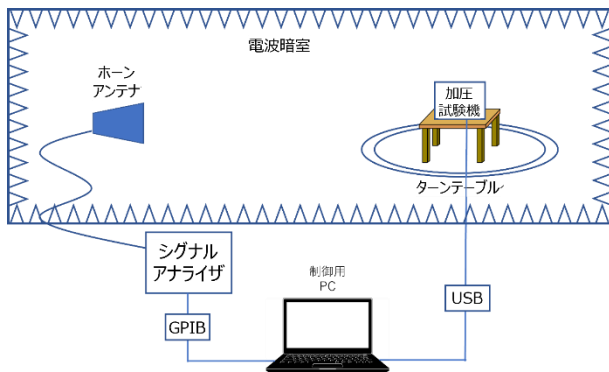 電波暗室
ホーン
アンテナ
加圧
試験機
ターンテーブル
シグナル
アナライザ
制御用
PC
GPIB
USB